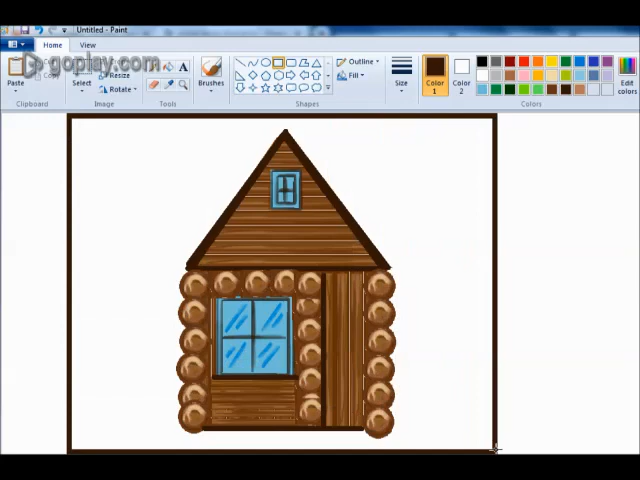 Untitled - Paint
Home View
goplay.com
Paste
Select
Resize
Rotate
A
Brushes
Outline
Fill
Size
Color 1
Color 2
Edit colors
Clipboard
Image
Tools
Shapes
Colors